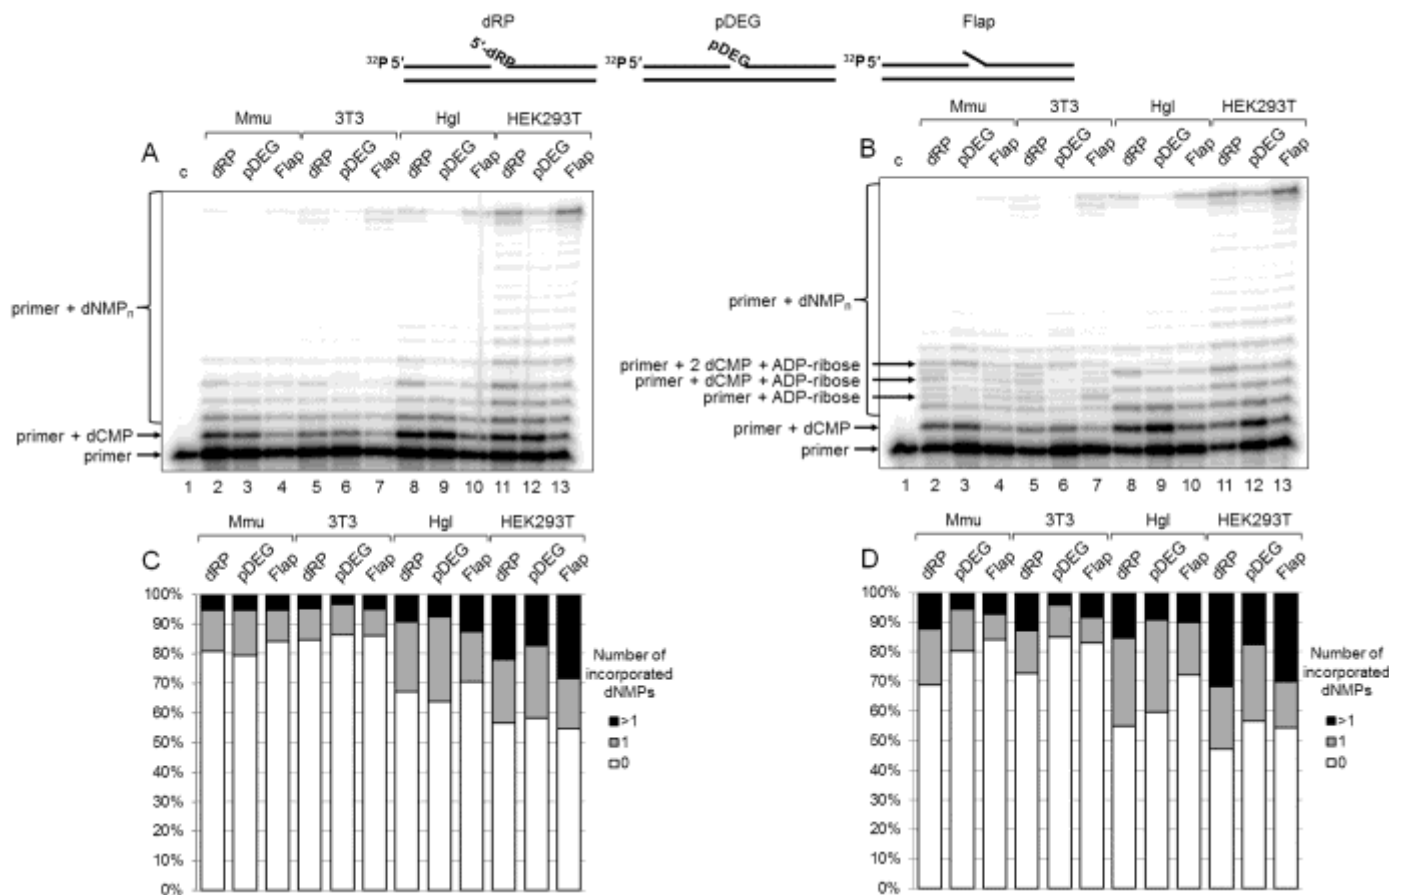 dRP pDEG Flap
³²P 5' 5'-dRP ³²P 5' pDEG ³²P 5'
A
Mmu 3T3 Hgl HEK293T
c dRP pDEG Flap dRP pDEG Flap dRP pDEG Flap dRP pDEG Flap
primer + dNMPₙ
primer + dCMP
primer
1 2 3 4 5 6 7 8 9 10 11 12 13
B
Mmu 3T3 Hgl HEK293T
c dRP pDEG Flap dRP pDEG Flap dRP pDEG Flap dRP pDEG Flap
primer + dNMPₙ
primer + 2 dCMP + ADP-ribose
primer + dCMP + ADP-ribose
primer + ADP-ribose
primer + dCMP
primer
1 2 3 4 5 6 7 8 9 10 11 12 13
C
Mmu 3T3 Hgl HEK293T
dRP pDEG Flap dRP pDEG Flap dRP pDEG Flap dRP pDEG Flap
100%
90%
80%
70%
60%
50%
40%
30%
20%
10%
0%
Number of
incorporated
dNMPs
>1
1
0
D
Mmu 3T3 Hgl HEK293T
dRP pDEG Flap dRP pDEG Flap dRP pDEG Flap dRP pDEG Flap
100%
90%
80%
70%
60%
50%
40%
30%
20%
10%
0%
Number of
incorporated
dNMPs
>1
1
0